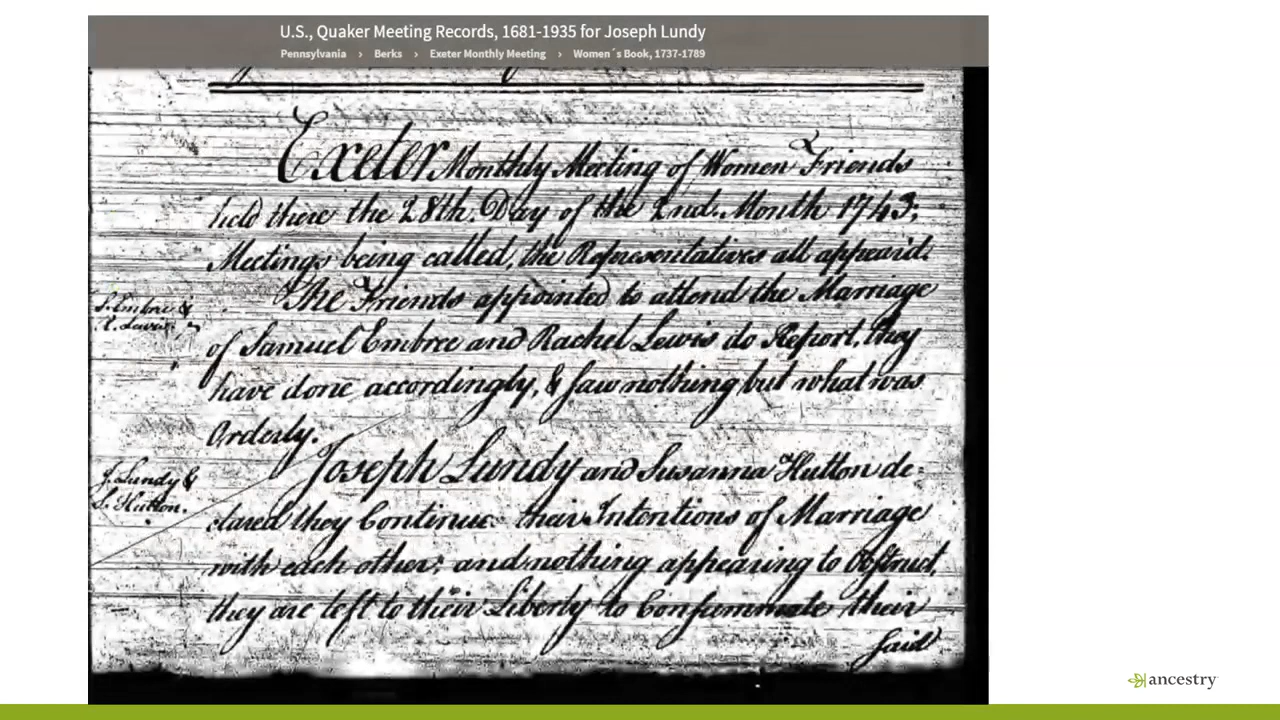 U.S., Quaker Meeting Records, 1681-1935 for Joseph Lundy
Pennsylvania › Berks › Exeter Monthly Meeting › Women´s Book, 1737-1789
Exeter Monthly Meeting of Women Friends
held there the 28th. Day of the 2nd. Month 1743;
Meetings being called, the Representatives all appeard.
The Friends appointed to attend the Marriage
S. Embree &
R. Lewis
of Samuel Embree and Rachel Lewis do Report, they
have done accordingly, & saw nothing but what was
Orderly.
Joseph Lundy and Susanna Hutton de-
J. Lundy &
S. Hutton.
clared they Continue their Intentions of Marriage
with each other; and nothing appearing to Obstruct,
they are left to their Liberty to Consummate their
said
ancestry